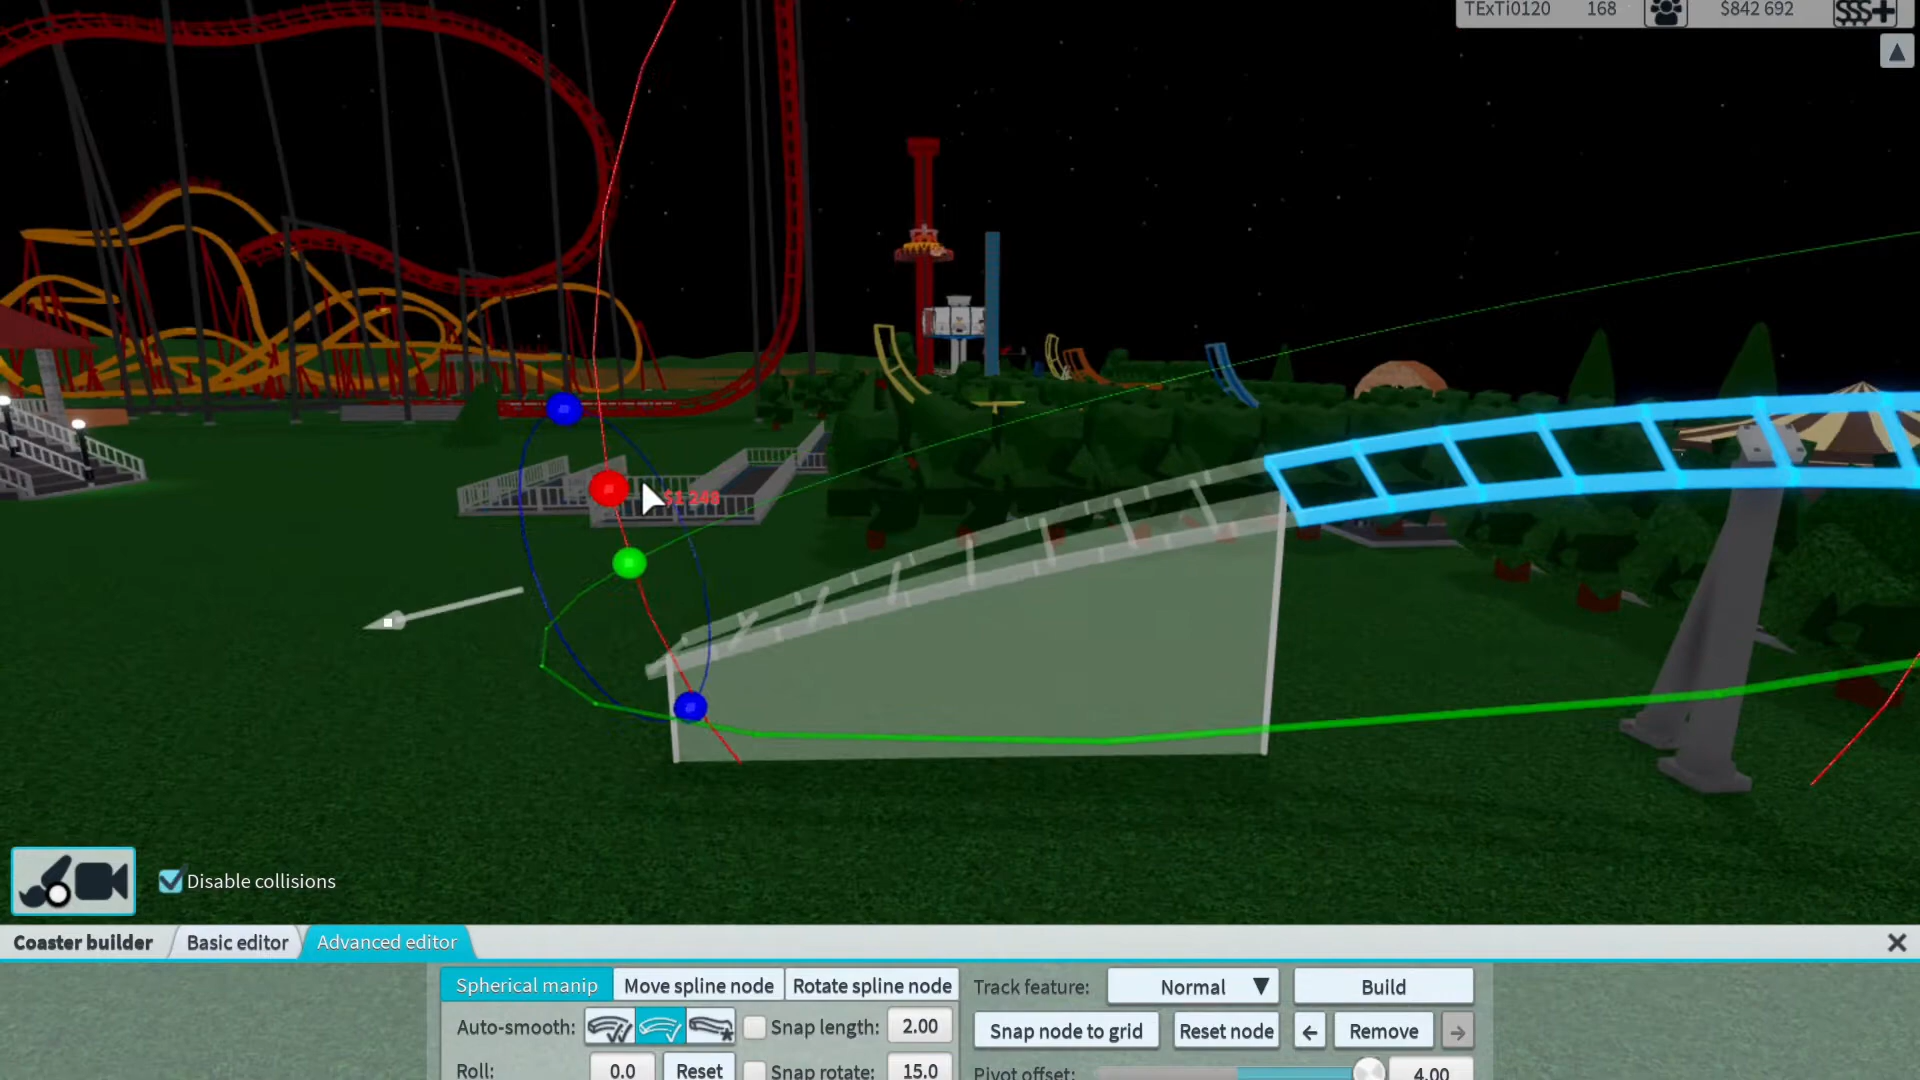 TExTi0120 168 $842 692
$1 248
Disable collisions
Coaster builder Basic editor Advanced editor
Spherical manip Move spline node Rotate spline node Track feature: Normal Build
Auto-smooth: Snap length: 2.00 Snap node to grid Reset node Remove
Roll: 0.0 Reset Snap rotate: 15.0 Pivot offset: 4.00